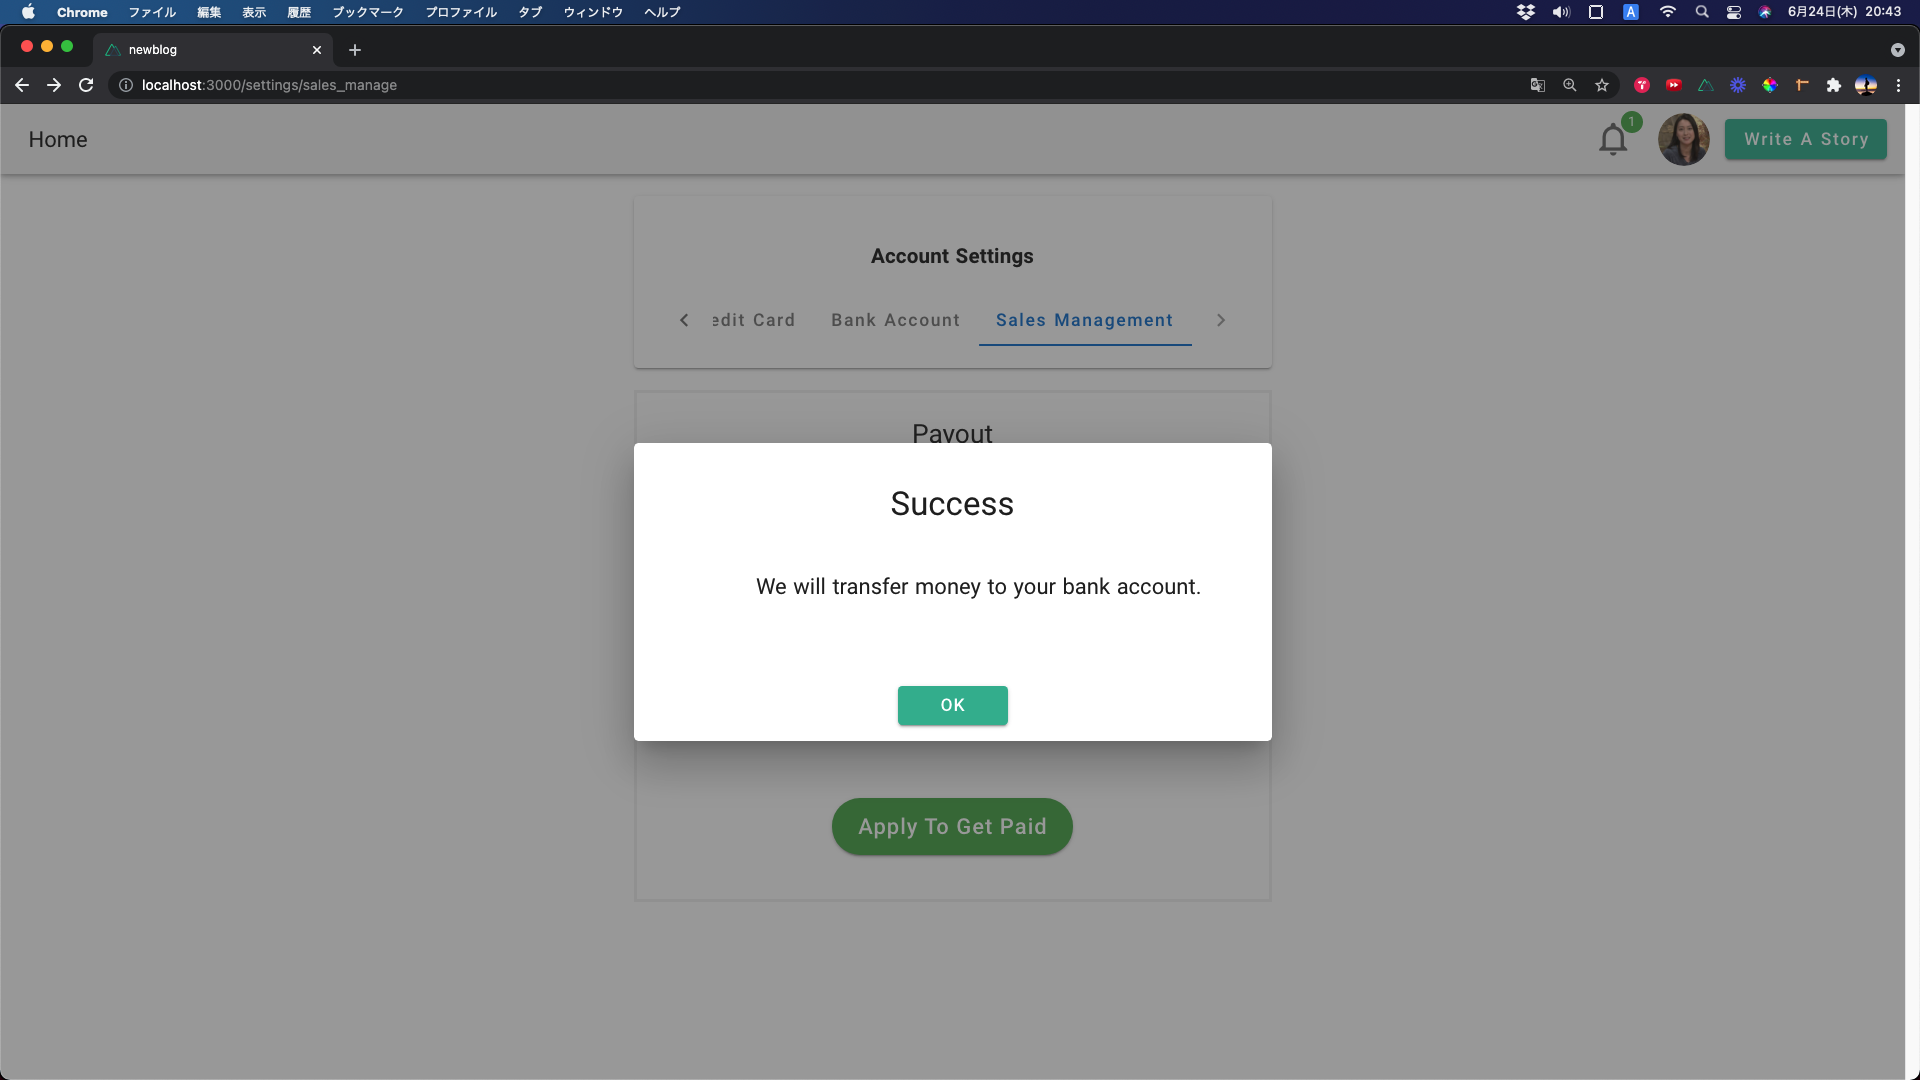 Chrome ファイル 編集 表示 履歴 ブックマーク プロファイル タブ ウィンドウ ヘルプ A 6月24日(木) 20:43
newblog
localhost:3000/settings/sales_manage
Home 1 Write A Story
Account Settings
edit Card Bank Account Sales Management
Payout
Success
We will transfer money to your bank account.
OK
Apply To Get Paid